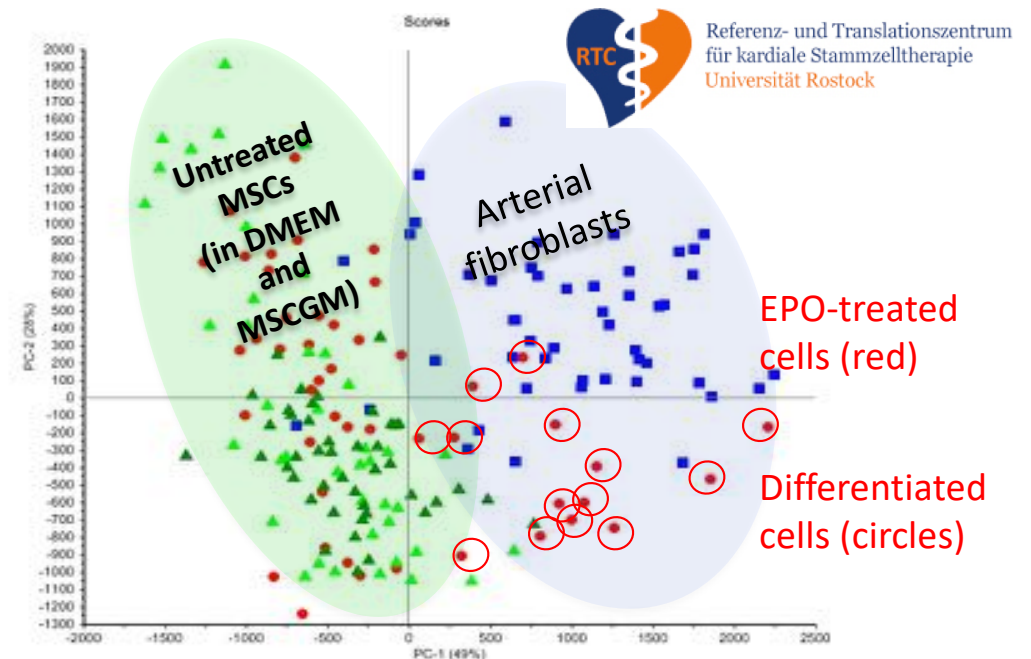 Scores
RTC
Referenz- und Translationszentrum
für kardiale Stammzelltherapie
Universität Rostock
Untreated
MSCs
(in DMEM
and
MSCGM)
Arterial
fibroblasts
EPO-treated
cells (red)
Differentiated
cells (circles)
PC-2 (28%)
2000
1900
1800
1700
1600
1500
1400
1300
1200
1100
1000
900
800
700
600
500
400
300
200
100
0
-100
-200
-300
-400
-500
-600
-700
-800
-900
-1000
-1100
-1200
-1300
-2000
-1500
-1000
-500
0
500
1000
1500
2000
2500
PC-1 (49%)